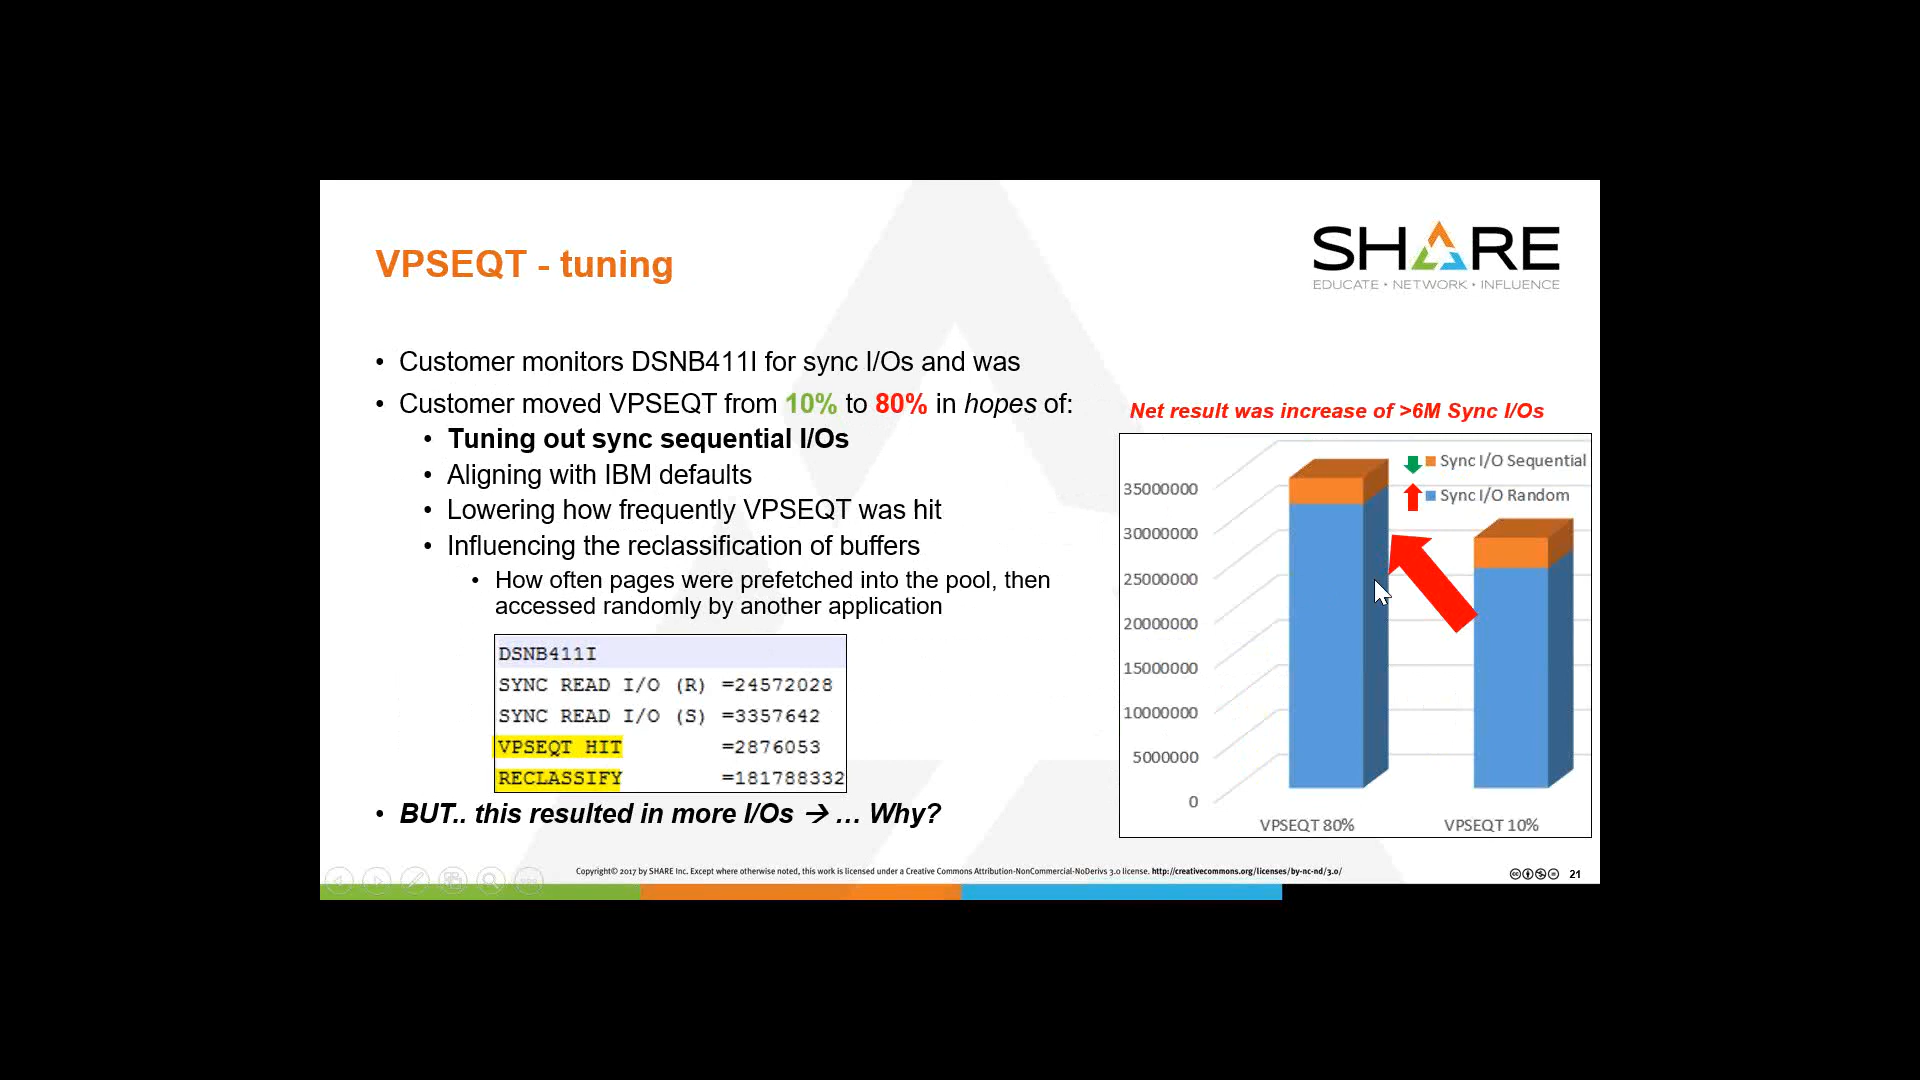 SHARE
EDUCATE • NETWORK • INFLUENCE
VPSEQT - tuning
• Customer monitors DSNB411I for sync I/Os and was
• Customer moved VPSEQT from 10% to 80% in hopes of:
• Tuning out sync sequential I/Os
• Aligning with IBM defaults
• Lowering how frequently VPSEQT was hit
• Influencing the reclassification of buffers
• How often pages were prefetched into the pool, then
accessed randomly by another application
DSNB411I
SYNC READ I/O (R) =24572028
SYNC READ I/O (S) =3357642
VPSEQT HIT =2876053
RECLASSIFY =181788332
• BUT.. this resulted in more I/Os → … Why?
Net result was increase of >6M Sync I/Os
Sync I/O Sequential
Sync I/O Random
35000000
30000000
25000000
20000000
15000000
10000000
5000000
0
VPSEQT 80%
VPSEQT 10%
Copyright© 2017 by SHARE Inc. Except where otherwise noted, this work is licensed under a Creative Commons Attribution-NonCommercial-NoDerivs 3.0 license. http://creativecommons.org/licenses/by-nc-nd/3.0/
21